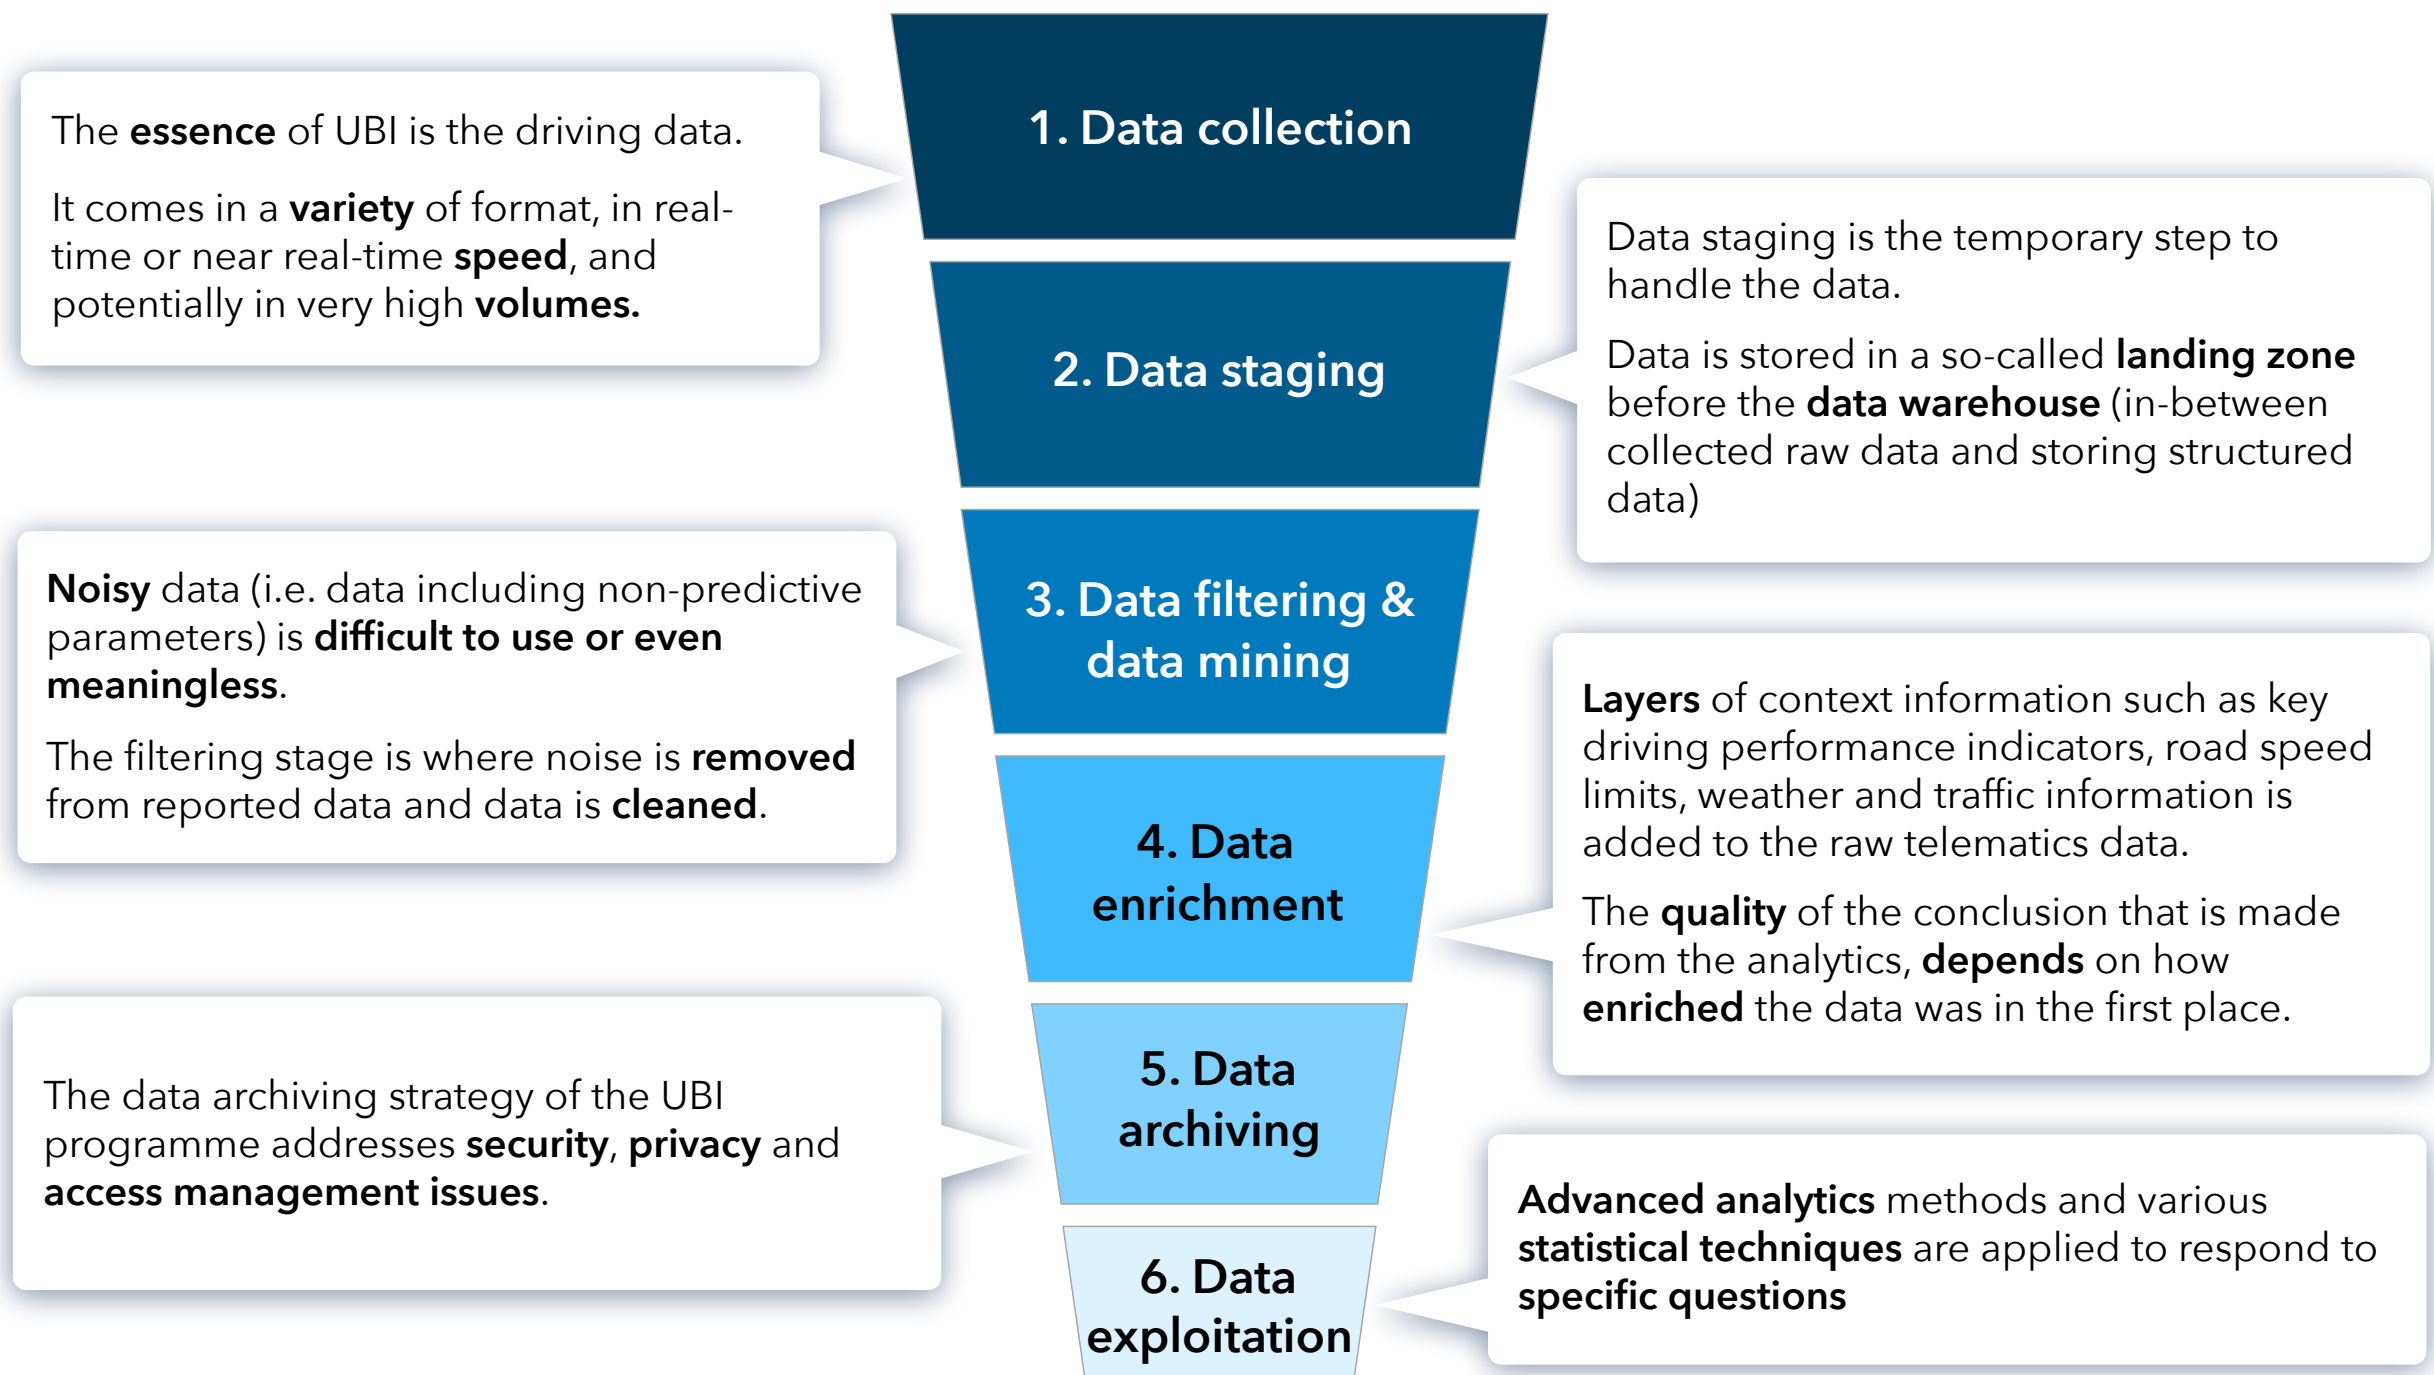 1. Data collection
The essence of UBI is the driving data.
It comes in a variety of format, in real-
time or near real-time speed, and
potentially in very high volumes.
2. Data staging
Data staging is the temporary step to
handle the data.
Data is stored in a so-called landing zone
before the data warehouse (in-between
collected raw data and storing structured
data)
3. Data filtering &
data mining
Noisy data (i.e. data including non-predictive
parameters) is difficult to use or even
meaningless.
The filtering stage is where noise is removed
from reported data and data is cleaned.
4. Data
enrichment
Layers of context information such as key
driving performance indicators, road speed
limits, weather and traffic information is
added to the raw telematics data.
The quality of the conclusion that is made
from the analytics, depends on how
enriched the data was in the first place.
5. Data
archiving
The data archiving strategy of the UBI
programme addresses security, privacy and
access management issues.
6. Data
exploitation
Advanced analytics methods and various
statistical techniques are applied to respond to
specific questions